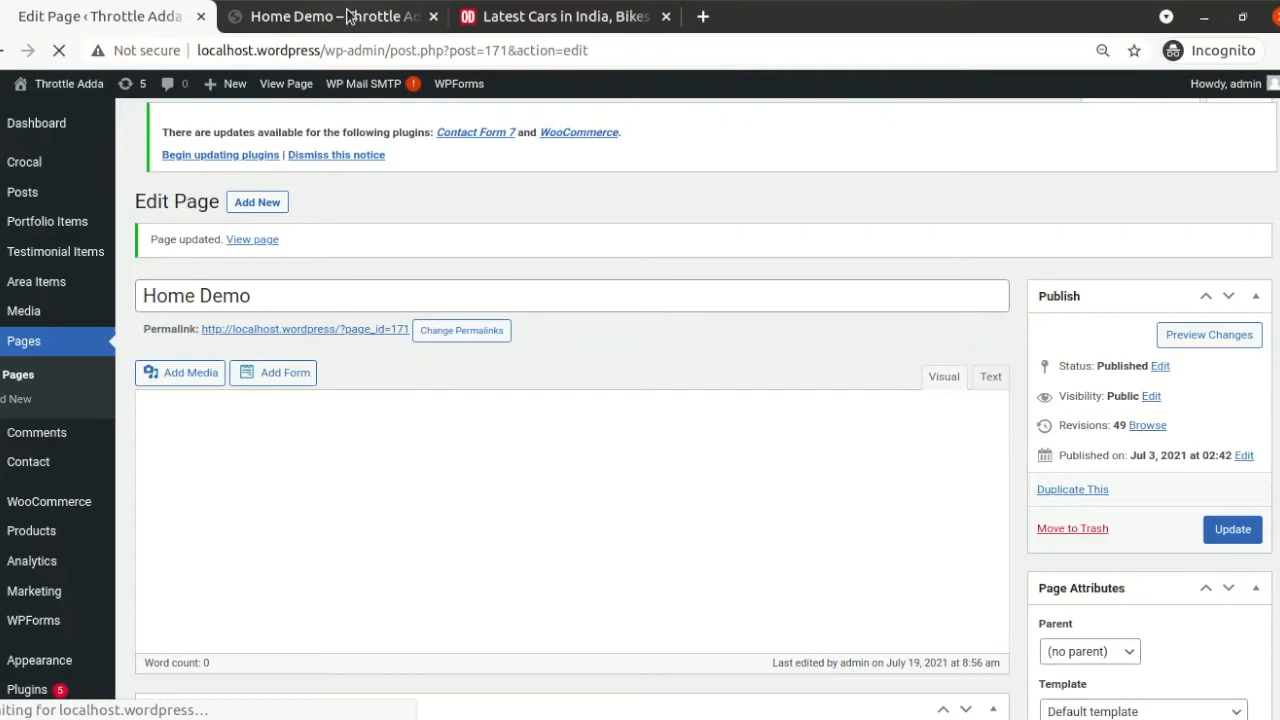 Edit Page ‹ Throttle Adda
Home Demo – Throttle Ad
OD Latest Cars in India, Bikes
Not secure localhost.wordpress/wp-admin/post.php?post=171&action=edit
Incognito
Throttle Adda 5 0 New View Page WP Mail SMTP ! WPForms Howdy, admin
Dashboard
Crocal
Posts
Portfolio Items
Testimonial Items
Area Items
Media
Pages
Pages
d New
Comments
Contact
WooCommerce
Products
Analytics
Marketing
WPForms
Appearance
Plugins 5
There are updates available for the following plugins: Contact Form 7 and WooCommerce.
Begin updating plugins | Dismiss this notice
Edit Page Add New
Page updated. View page
Home Demo
Permalink: http://localhost.wordpress/?page_id=171 Change Permalinks
Add Media Add Form
Visual Text
Word count: 0 Last edited by admin on July 19, 2021 at 8:56 am
Publish
Preview Changes
Status: Published Edit
Visibility: Public Edit
Revisions: 49 Browse
Published on: Jul 3, 2021 at 02:42 Edit
Duplicate This
Move to Trash Update
Page Attributes
Parent
(no parent)
Template
Default template
iting for localhost.wordpress…